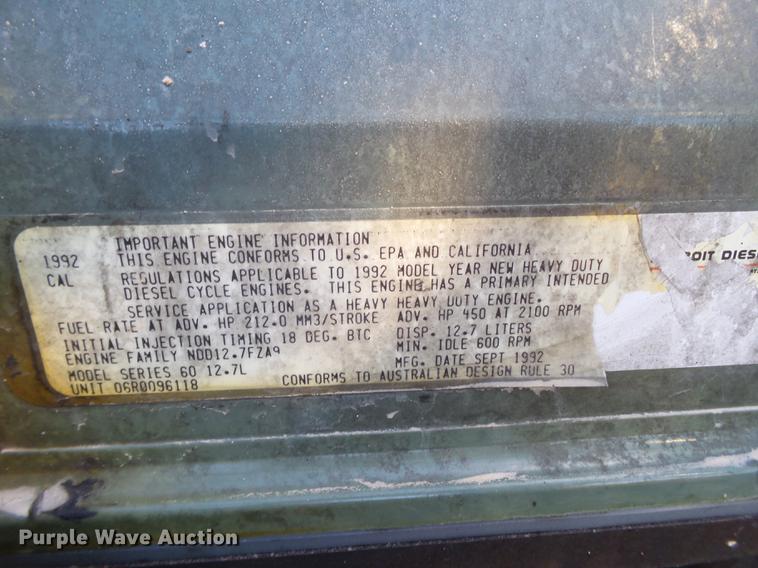 IMPORTANT ENGINE INFORMATION
1992 THIS ENGINE CONFORMS TO U.S. EPA AND CALIFORNIA
CAL REGULATIONS APPLICABLE TO 1992 MODEL YEAR NEW HEAVY DUTY
DIESEL CYCLE ENGINES. THIS ENGINE HAS A PRIMARY INTENDED
SERVICE APPLICATION AS A HEAVY HEAVY DUTY ENGINE.
FUEL RATE AT ADV. HP 212.0 MM3/STROKE ADV. HP 450 AT 2100 RPM
INITIAL INJECTION TIMING 18 DEG. BTC DISP. 12.7 LITERS
ENGINE FAMILY NDD12.7FZA9 MIN. IDLE 600 RPM
MODEL SERIES 60 12.7L MFG. DATE SEPT 1992
UNIT 06R0096118 CONFORMS TO AUSTRALIAN DESIGN RULE 30
ROIT DIES
Purple Wave Auction